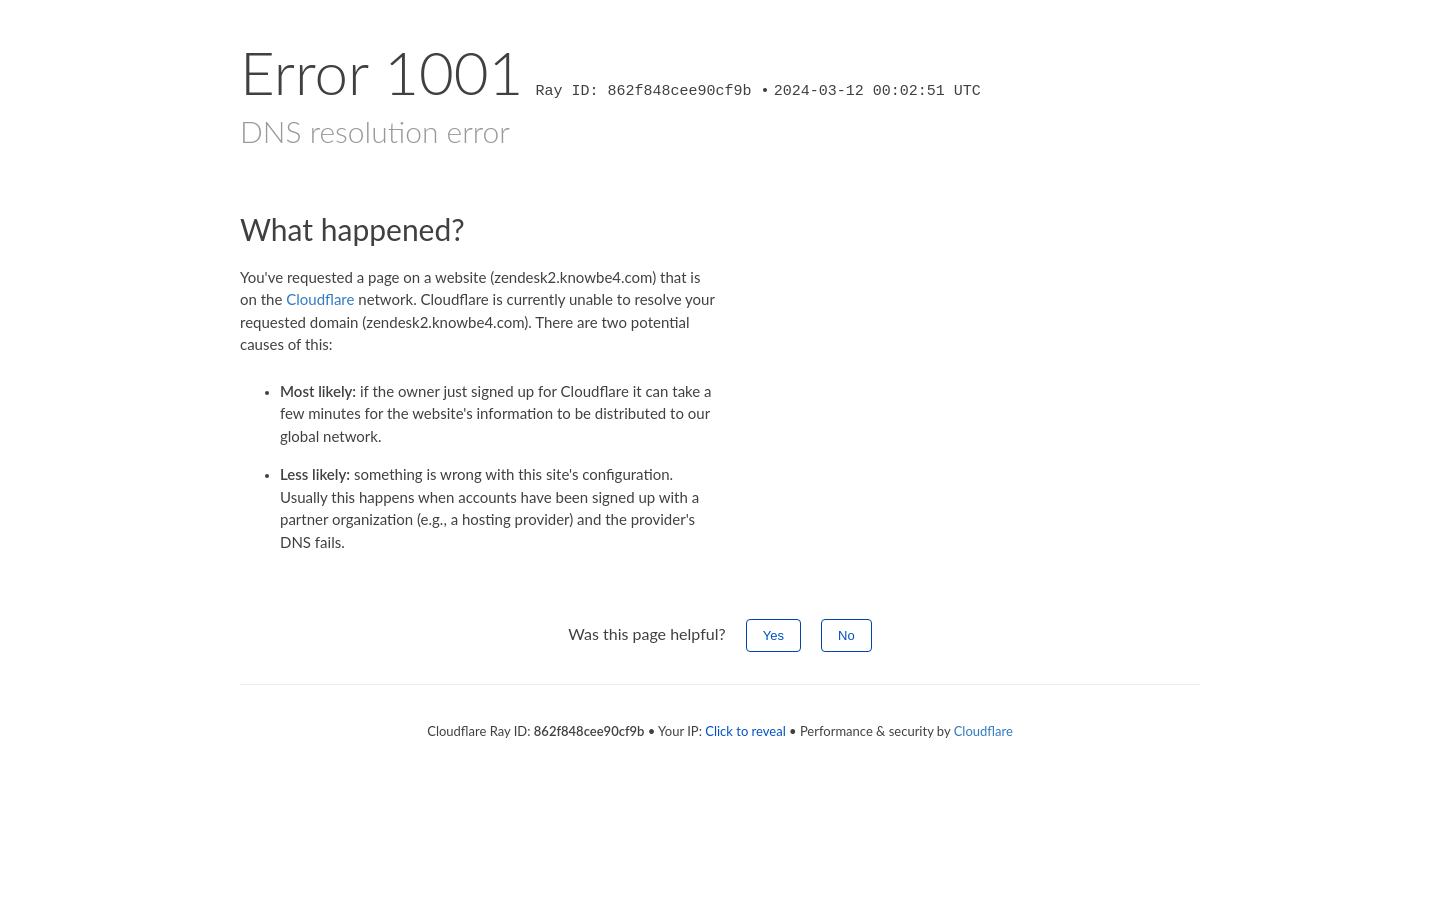 Error 1001 Ray ID: 862f848cee90cf9b • 2024-03-12 00:02:51 UTC
DNS resolution error
What happened?
You've requested a page on a website (zendesk2.knowbe4.com) that is
on the Cloudflare network. Cloudflare is currently unable to resolve your
requested domain (zendesk2.knowbe4.com). There are two potential
causes of this:
• Most likely: if the owner just signed up for Cloudflare it can take a
few minutes for the website's information to be distributed to our
global network.
• Less likely: something is wrong with this site's configuration.
Usually this happens when accounts have been signed up with a
partner organization (e.g., a hosting provider) and the provider's
DNS fails.
Was this page helpful? Yes No
Cloudflare Ray ID: 862f848cee90cf9b • Your IP: Click to reveal • Performance & security by Cloudflare